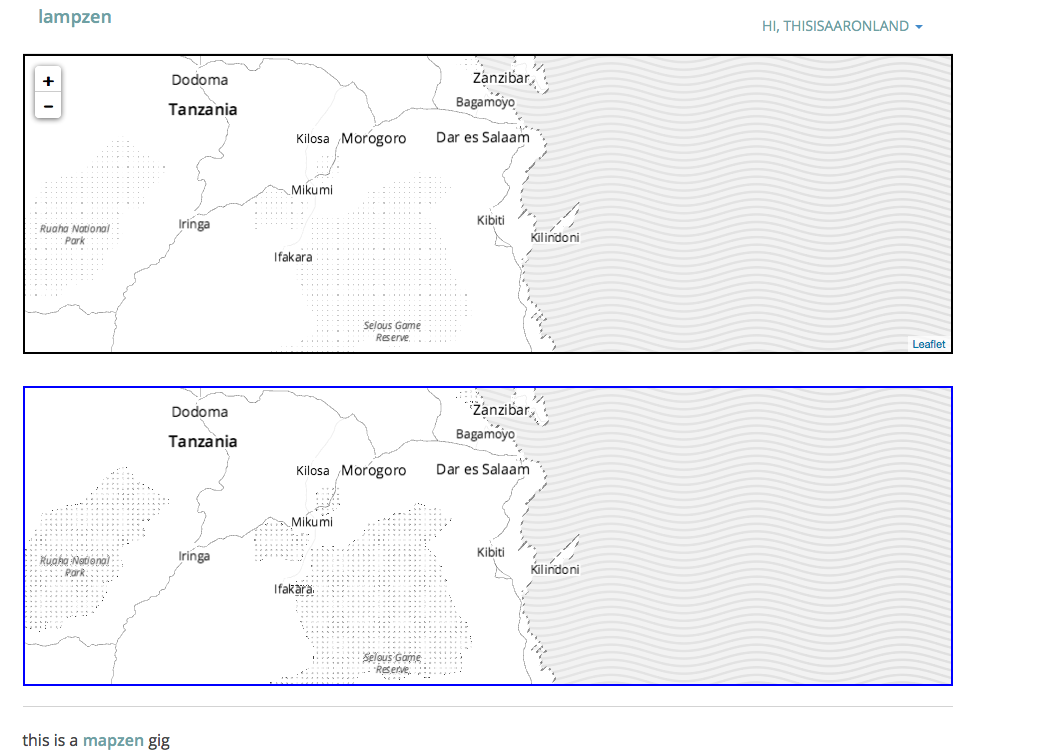 lampzen
HI, THISISAARONLAND
+
−
Dodoma
Zanzibar
Tanzania
Bagamoyo
Kilosa
Morogoro
Dar es Salaam
Mikumi
Iringa
Kibiti
Ruaha National
Park
Kilindoni
Ifakara
Selous Game
Reserve
Leaflet
Dodoma
Zanzibar
Tanzania
Bagamoyo
Kilosa
Morogoro
Dar es Salaam
Mikumi
Iringa
Kibiti
Ruaha National
Park
Kilindoni
Ifakara
Selous Game
Reserve
this is a mapzen gig